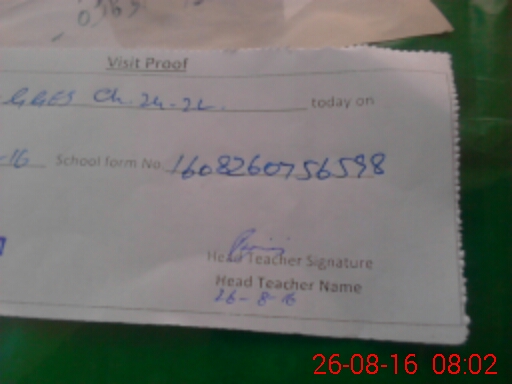 Visit Proof
GGES Ch. 24-2L. today on
-16 School form No 1608260756598
Head Teacher Signature
Head Teacher Name
26-8-16
26-08-16 08:02